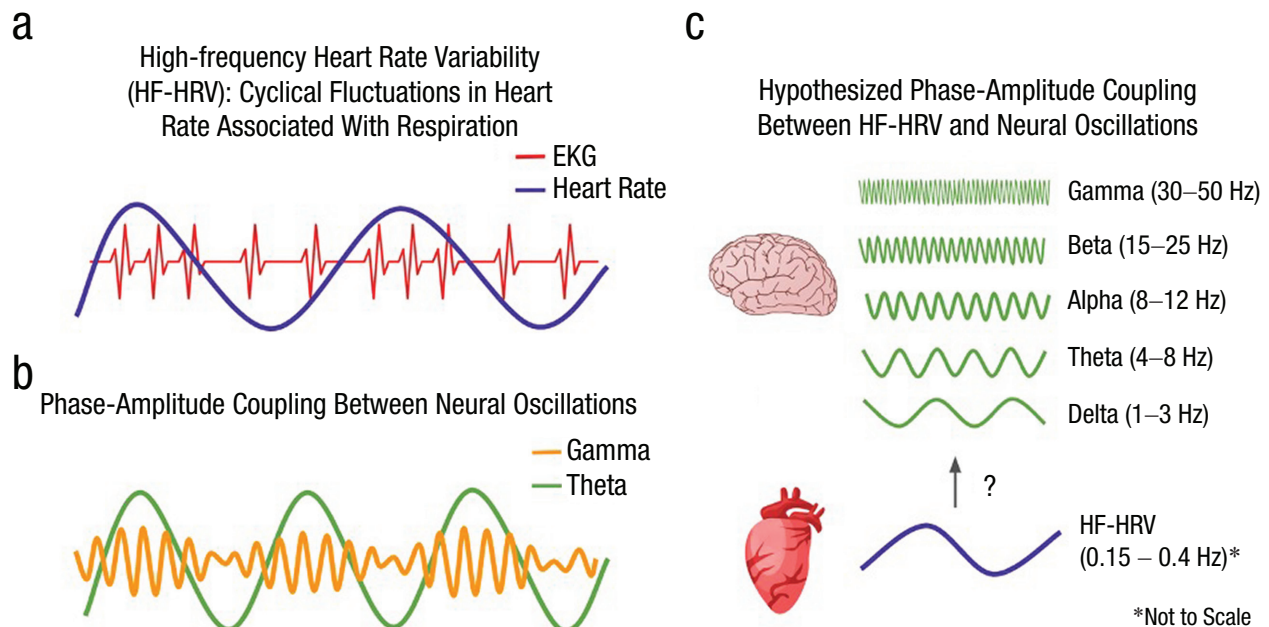 a
High-frequency Heart Rate Variability
(HF-HRV): Cyclical Fluctuations in Heart
Rate Associated With Respiration
EKG
Heart Rate
b
Phase-Amplitude Coupling Between Neural Oscillations
Gamma
Theta
c
Hypothesized Phase-Amplitude Coupling
Between HF-HRV and Neural Oscillations
Gamma (30–50 Hz)
Beta (15–25 Hz)
Alpha (8–12 Hz)
Theta (4–8 Hz)
Delta (1–3 Hz)
?
HF-HRV
(0.15 – 0.4 Hz)*
*Not to Scale